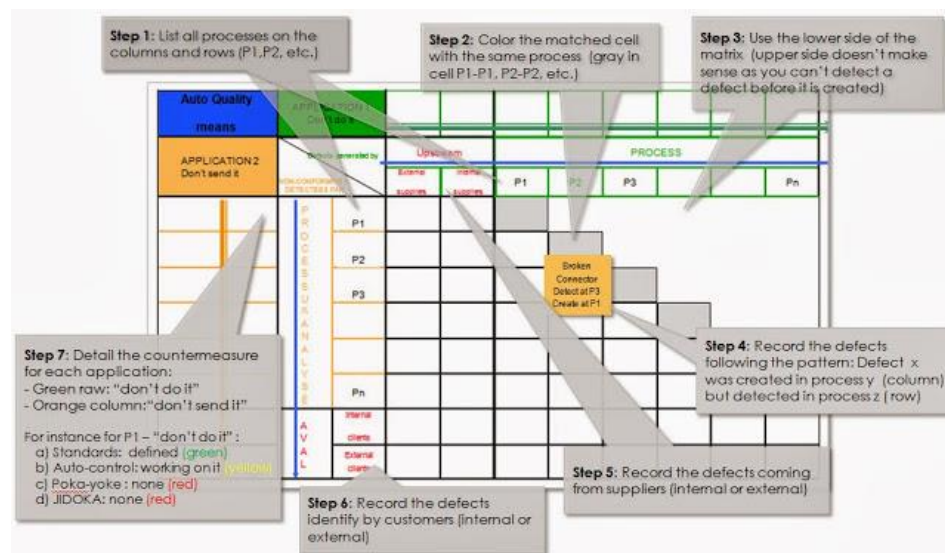 Step 1: List all processes on the
columns and rows (P1,P2, etc.)
Step 2: Color the matched cell
with the same process (gray in
cell P1-P1, P2-P2, etc.)
Step 3: Use the lower side of the
matrix (upper side doesn't make
sense as you can't detect a
defect before it is created)
Auto Quality
means
APPLICATION 1
Don't do it
APPLICATION 2
Don't send it
generated by
Upstream
PROCESS
External
supplies
Internal
supplies
P1
P2
P3
Pn
P1
P2
P3
Pn
Broken
Connector
Detect at P3
Create at P1
AVAL
Internal
clients
External
clients
Step 4: Record the defects
following the pattern: Defect x
was created in process y (column)
but detected in process z (row)
Step 5: Record the defects coming
from suppliers (internal or external)
Step 6: Record the defects
identify by customers (internal or
external)
Step 7: Detail the countermeasure
for each application:
- Green raw: "don't do it"
- Orange column: "don't send it"
For instance for P1 – "don't do it" :
a) Standards: defined (green)
b) Auto-control: working on it (yellow)
c) Poka-yoke : none (red)
d) JIDOKA: none (red)